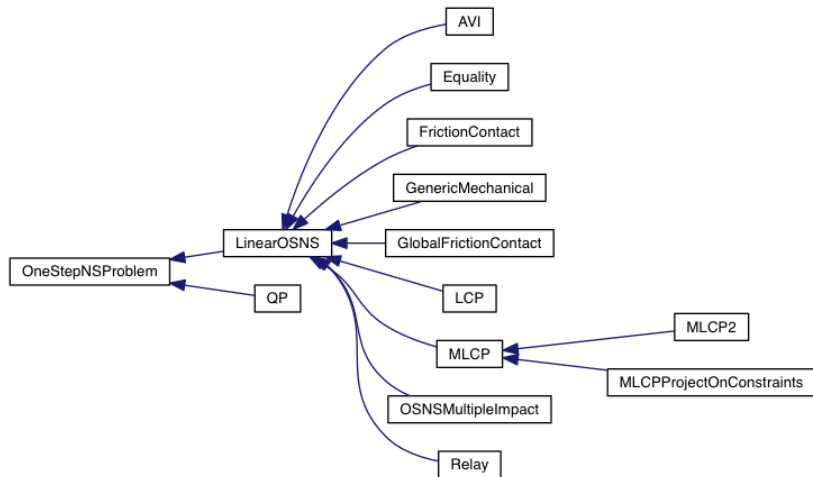 AVI
Equality
FrictionContact
GenericMechanical
LinearOSNS
GlobalFrictionContact
OneStepNSProblem
QP
LCP
MLCP2
MLCP
MLCPProjectOnConstraints
OSNSMultipleImpact
Relay